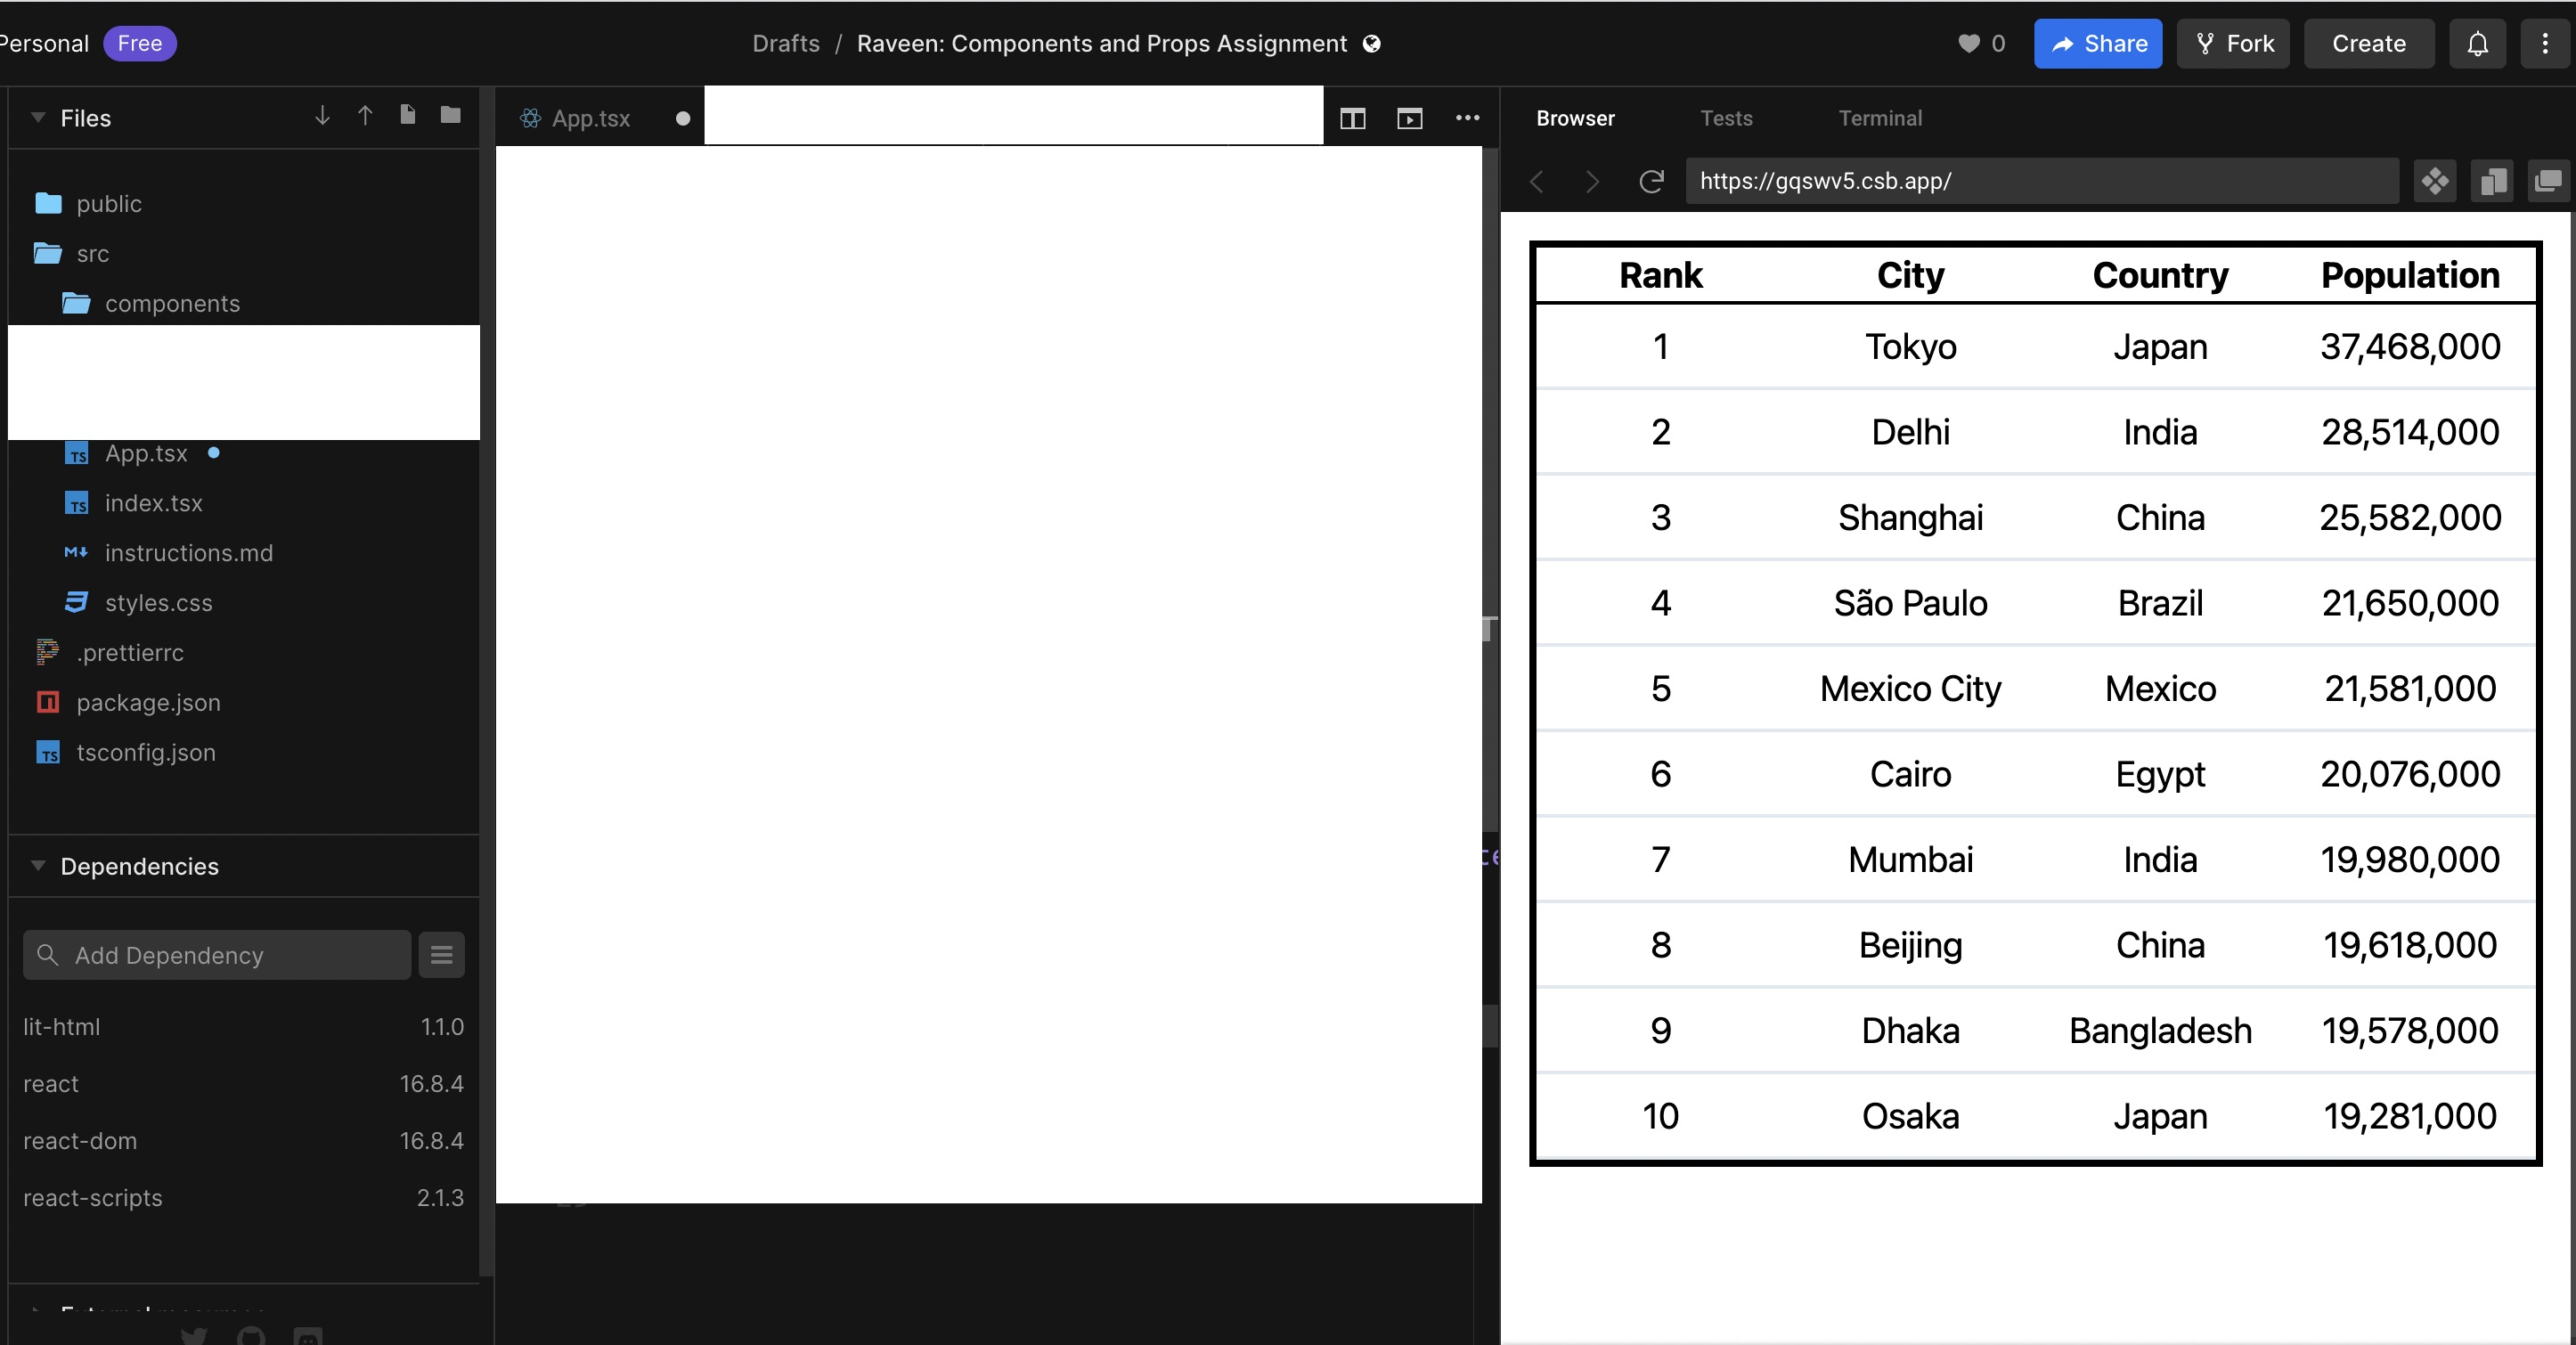 Personal Free
Drafts / Raveen: Components and Props Assignment
0 Share Fork Create
Files
public
src
components
App.tsx
index.tsx
instructions.md
styles.css
.prettierrc
package.json
tsconfig.json
Dependencies
Add Dependency
lit-html 1.1.0
react 16.8.4
react-dom 16.8.4
react-scripts 2.1.3
App.tsx
Browser Tests Terminal
https://gqswv5.csb.app/
Rank City Country Population
1 Tokyo Japan 37,468,000
2 Delhi India 28,514,000
3 Shanghai China 25,582,000
4 São Paulo Brazil 21,650,000
5 Mexico City Mexico 21,581,000
6 Cairo Egypt 20,076,000
7 Mumbai India 19,980,000
8 Beijing China 19,618,000
9 Dhaka Bangladesh 19,578,000
10 Osaka Japan 19,281,000